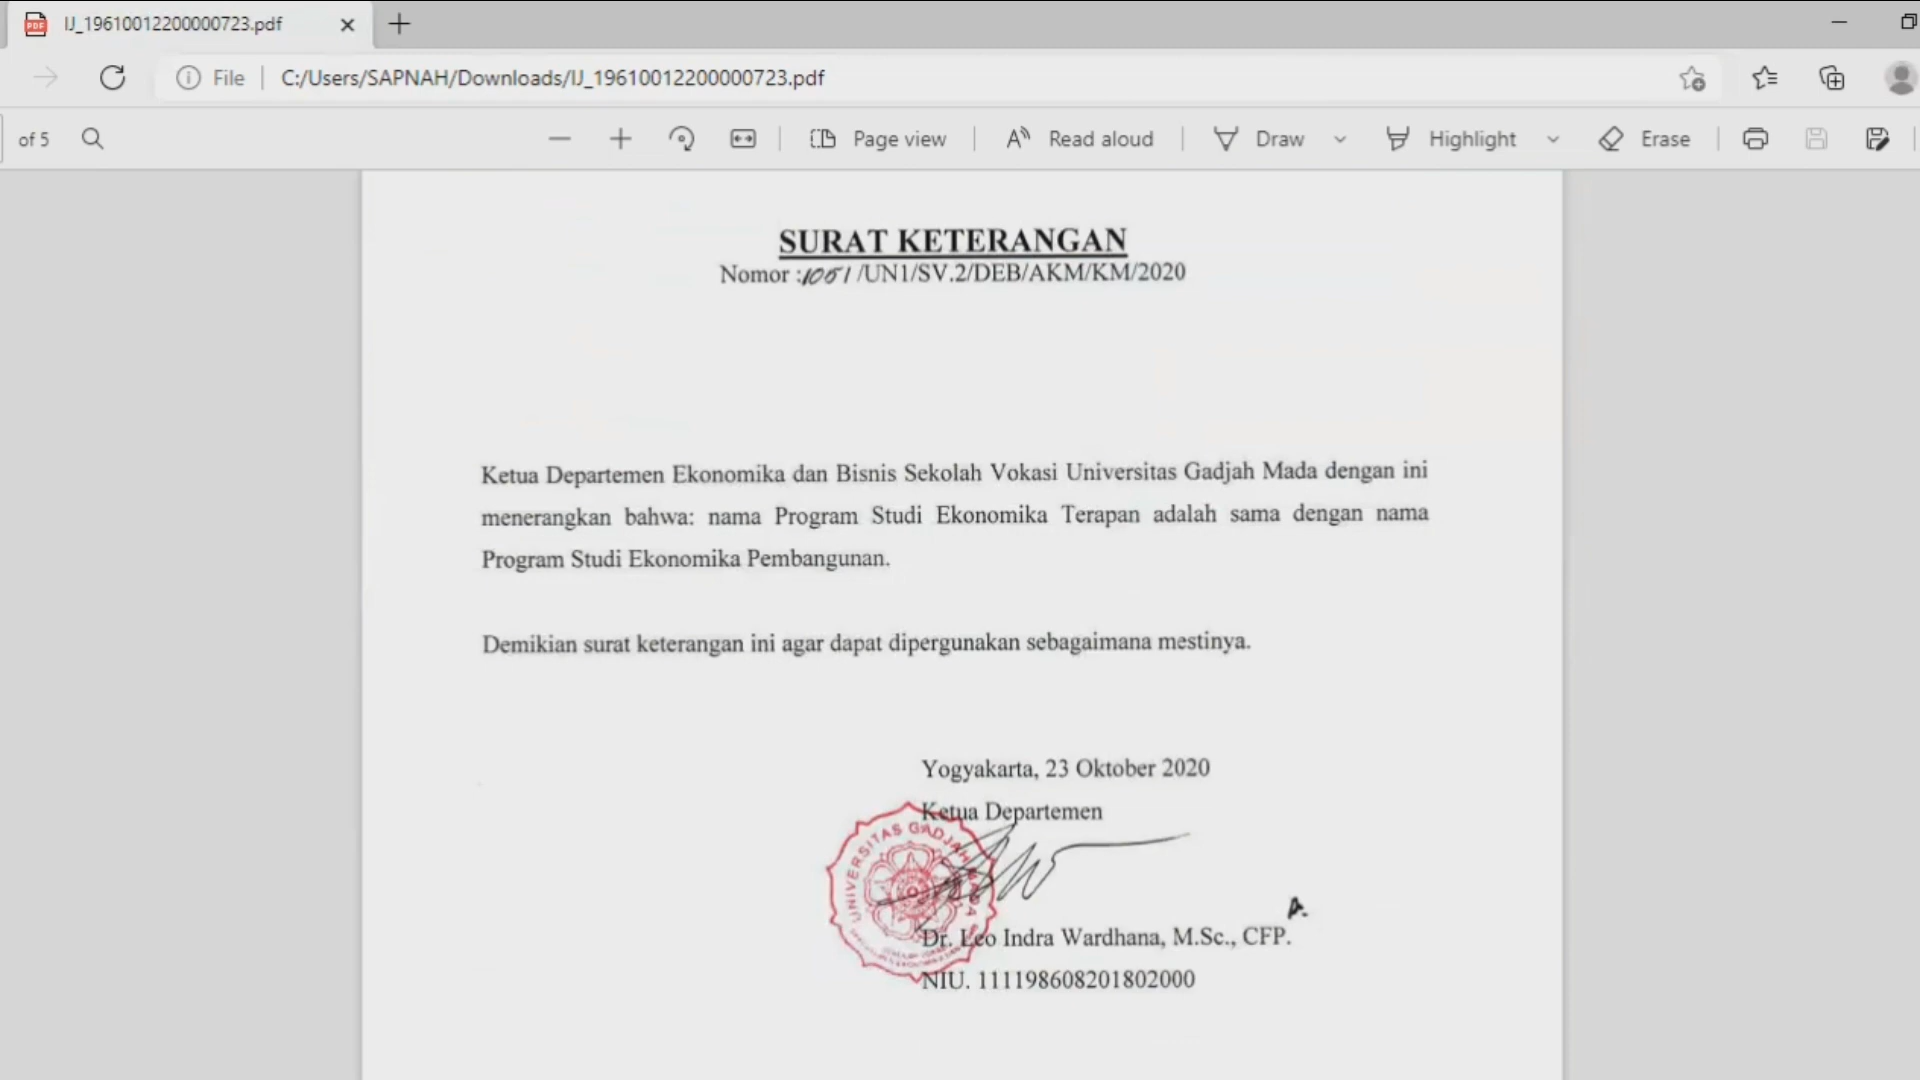 IJ_19610012200000723.pdf
File
C:/Users/SAPNAH/Downloads/IJ_19610012200000723.pdf
of 5
Page view
Read aloud
Draw
Highlight
Erase
SURAT KETERANGAN
Nomor :1051/UN1/SV.2/DEB/AKM/KM/2020
Ketua Departemen Ekonomika dan Bisnis Sekolah Vokasi Universitas Gadjah Mada dengan ini
menerangkan bahwa: nama Program Studi Ekonomika Terapan adalah sama dengan nama
Program Studi Ekonomika Pembangunan.
Demikian surat keterangan ini agar dapat dipergunakan sebagaimana mestinya.
Yogyakarta, 23 Oktober 2020
Ketua Departemen
UNIVERSITAS GADJAH MADA
Dr. Leo Indra Wardhana, M.Sc., CFP.
NIU. 111198608201802000